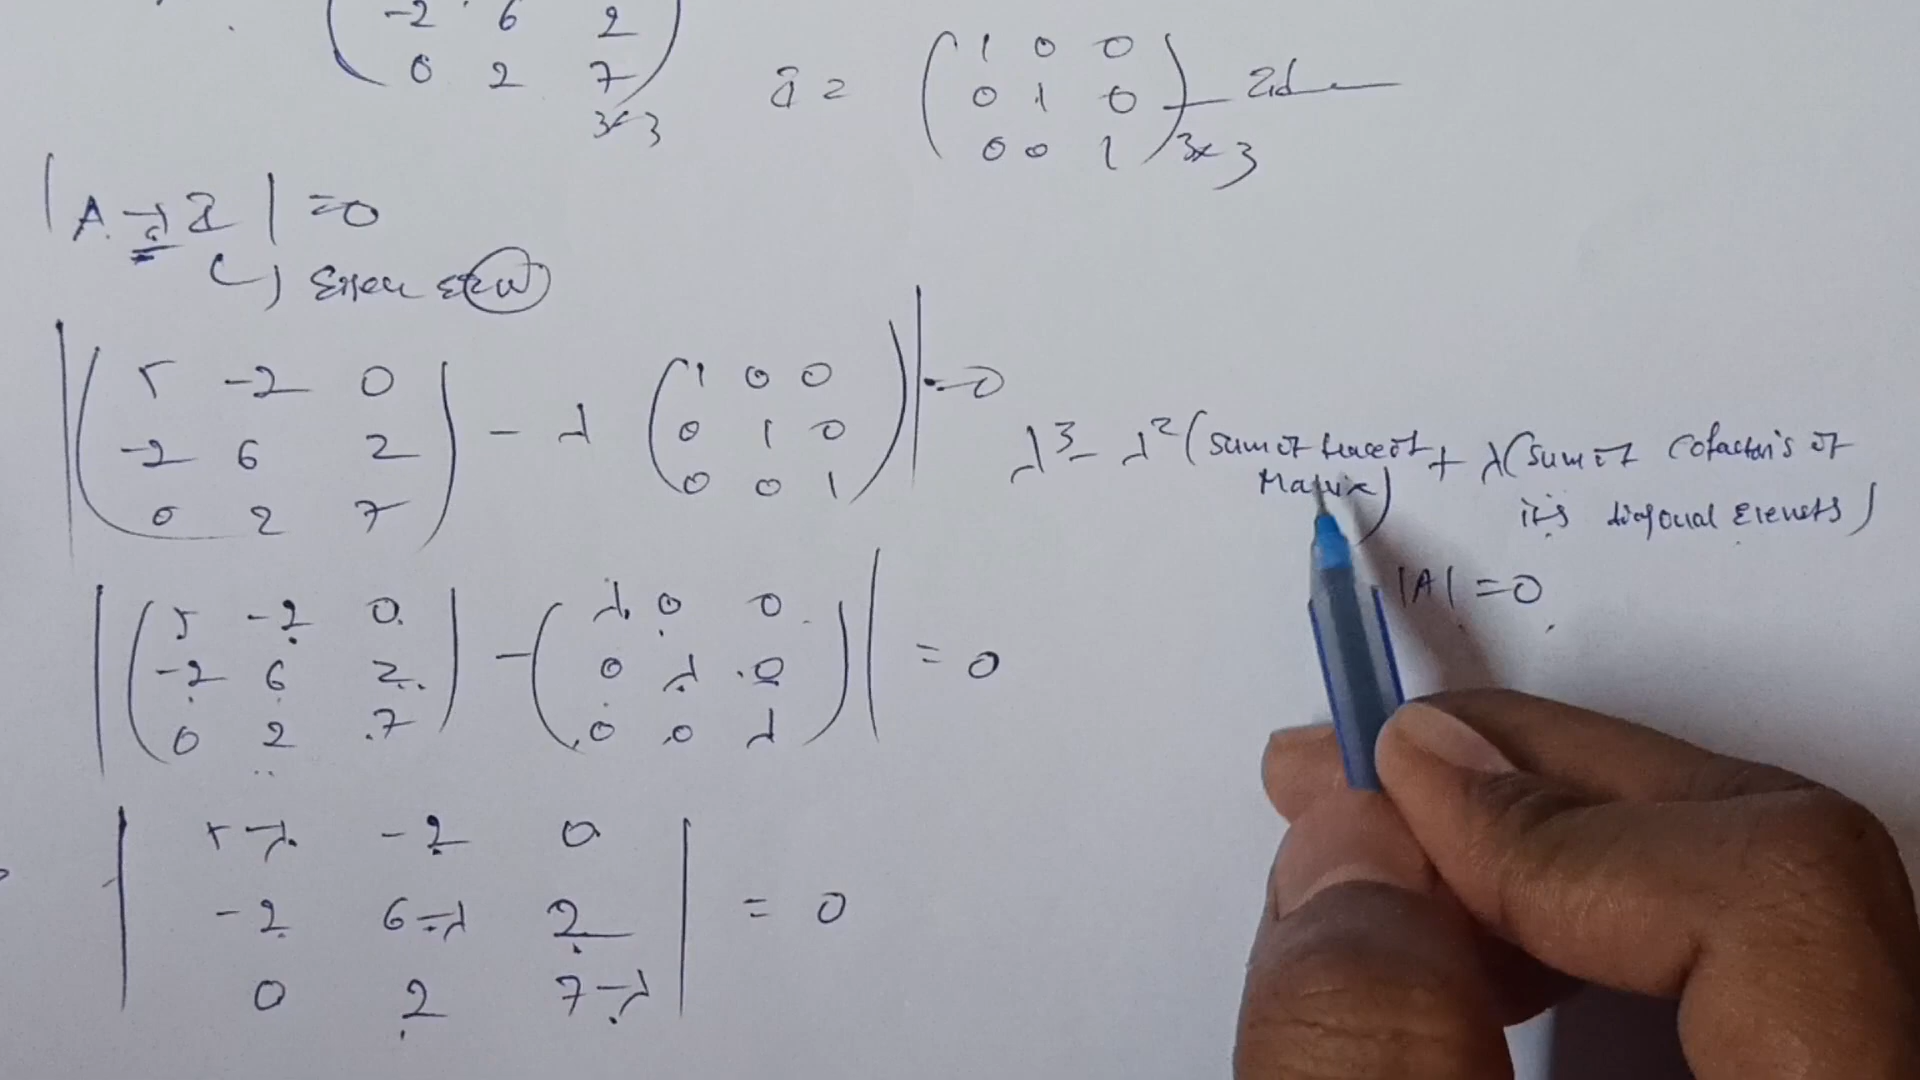 -2 6 2
0 2 7
3×3
= ( 1 0 0
0 1 0
0 0 1 ) 3×3
| A - λ I | = 0
| ( 5 -2 0
-2 6 2
0 2 7 ) - λ ( 1 0 0
0 1 0
0 0 1 ) | = 0
λ³ - λ² ( sum of trace of Matrix ) + λ ( sum of cofactor's of
its diagonal Elements )
|A| = 0
| ( 5 -2 0
-2 6 2
0 2 7 ) - ( λ 0 0
0 λ 0
0 0 λ ) | = 0
| 5-λ -2 0
-2 6-λ 2
0 2 7-λ | = 0